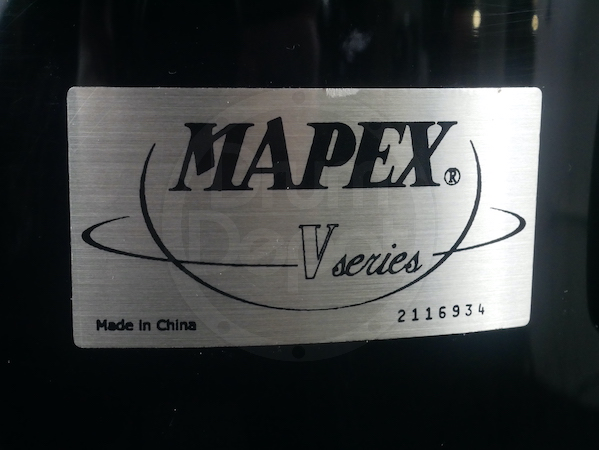 MAPEX®
V series
Made in China
2116934